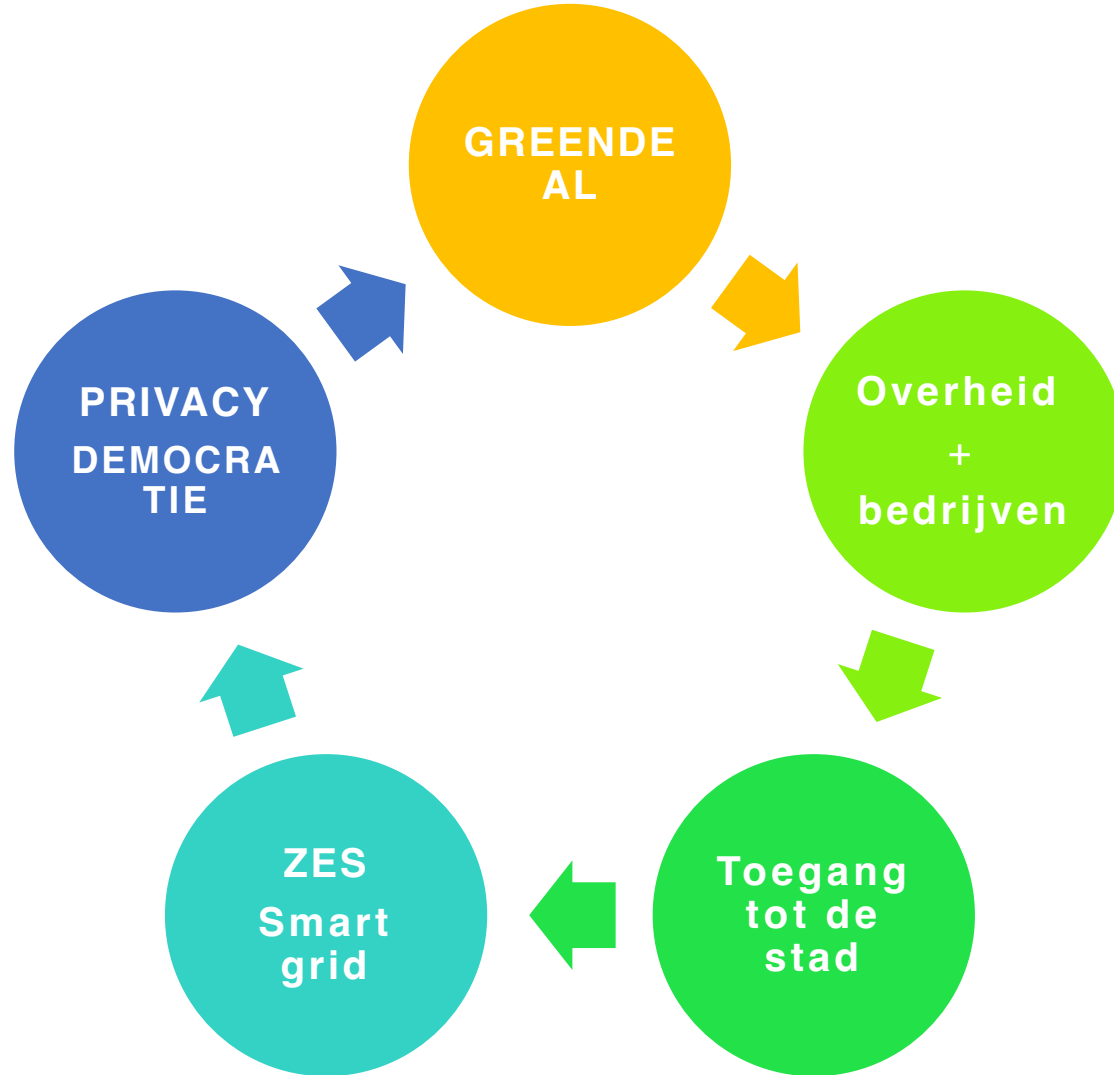 GREENDE
AL
Overheid
+
bedrijven
Toegang
tot de
stad
ZES
Smart
grid
PRIVACY
DEMOCRA
TIE